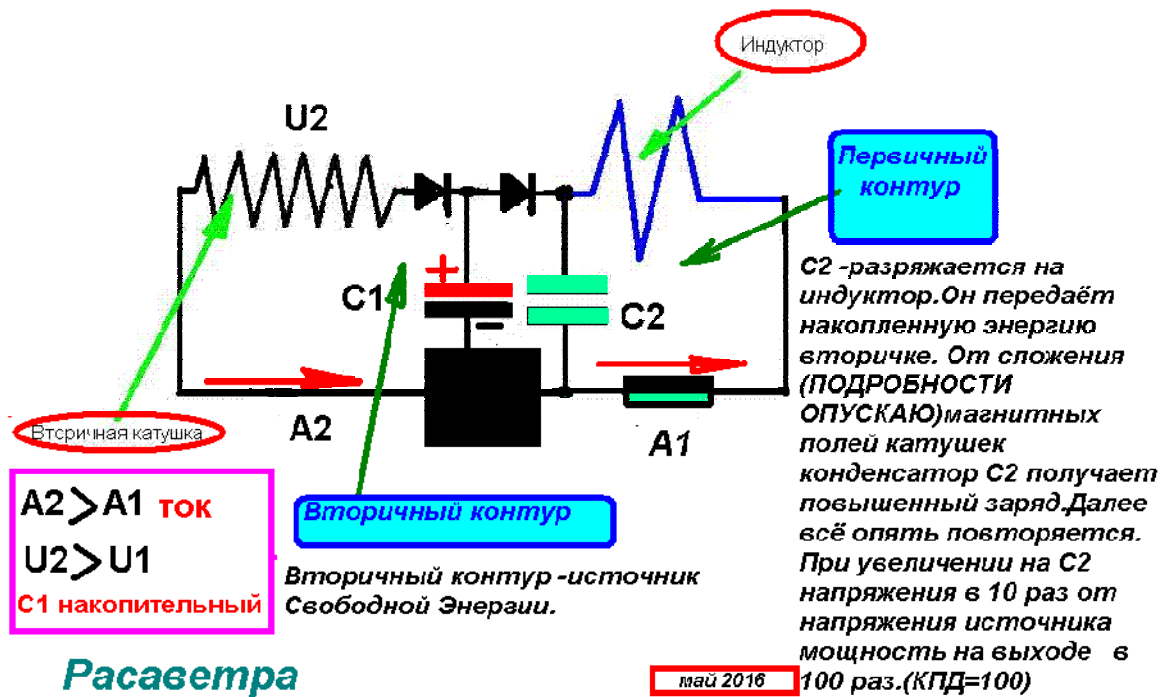 Индуктор
U2
Первичный
контур
C1
+
-
C2
A2
A1
Вторичная катушка
C2 -разряжается на
индуктор.Он передаёт
накопленную энергию
вторичке. От сложения
(ПОДРОБНОСТИ
ОПУСКАЮ)магнитных
полей катушек
конденсатор C2 получает
повышенный заряд.Далее
всё опять повторяется.
При увеличении на C2
напряжения в 10 раз от
напряжения источника
мощность на выходе в
100 раз.(КПД=100)
A2>A1 ток
U2>U1
C1 накопительный
Вторичный контур
Вторичный контур -источник
Свободной Энергии.
Расаветра
май 2016